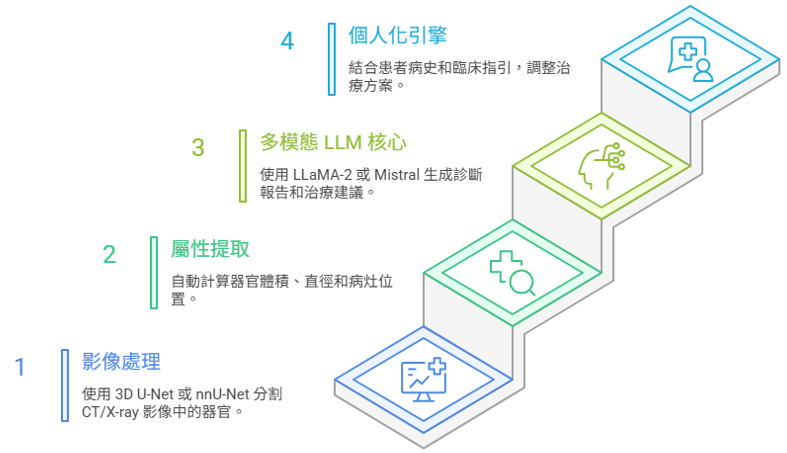 4
個人化引擎
結合患者病史和臨床指引，調整治
療方案。
3
多模態 LLM 核心
使用 LLaMA-2 或 Mistral 生成診斷
報告和治療建議。
2
屬性提取
自動計算器官體積、直徑和病灶位
置。
1
影像處理
使用 3D U-Net 或 nnU-Net 分割
CT/X-ray 影像中的器官。